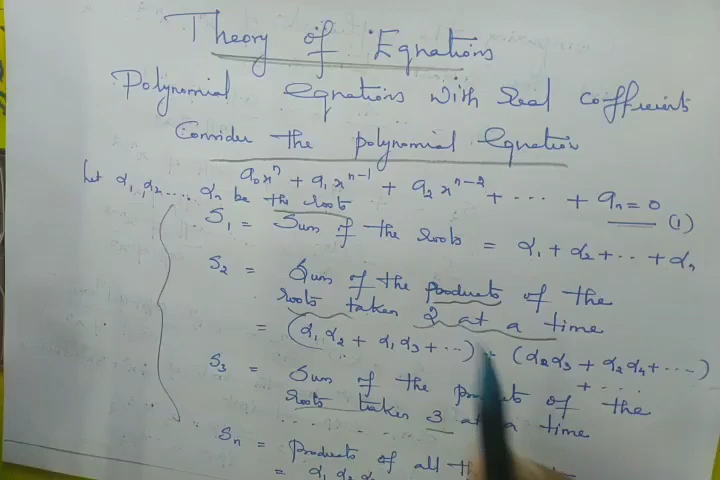 Theory of Equations
Polynomial equations with real coefficients
Consider the polynomial equation
a₀xⁿ + a₁xⁿ⁻¹ + a₂xⁿ⁻² + ... + aₙ = 0 (1)
Let α₁, α₂ ..... αₙ be the roots
S₁ = Sum of the roots = α₁ + α₂ + ... + αₙ
S₂ = Sum of the products of the
roots taken 2 at a time
= (α₁α₂ + α₁α₃ + ...) + (α₂α₃ + α₂α₄ + ....)
+ ....
S₃ = Sum of the products of the
roots taken 3 at a time
Sₙ = Products of all
= α₁ α₂ α₃